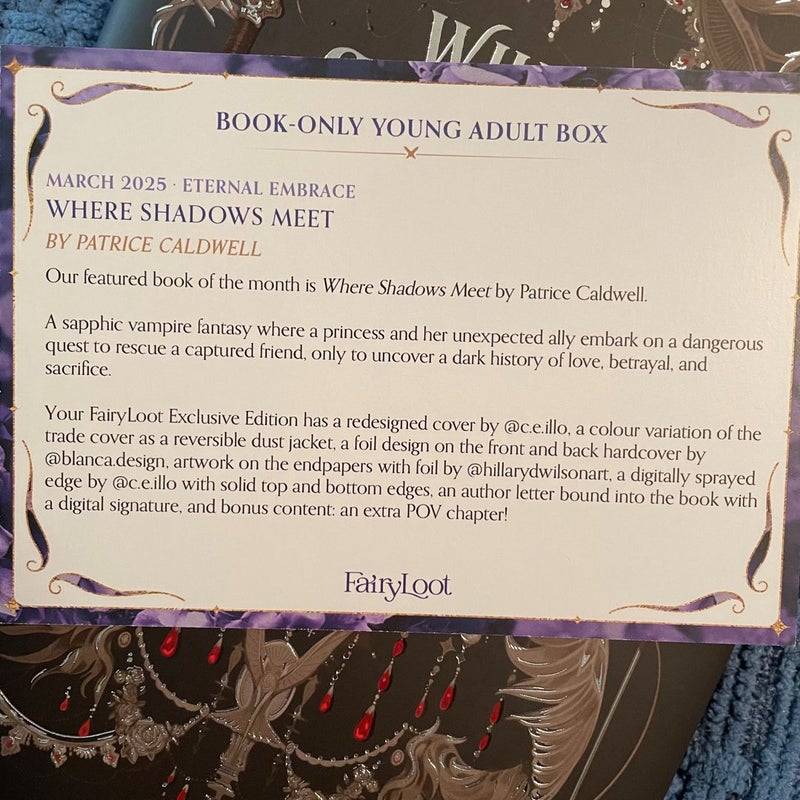 BOOK-ONLY YOUNG ADULT BOX
MARCH 2025 · ETERNAL EMBRACE
WHERE SHADOWS MEET
BY PATRICE CALDWELL
Our featured book of the month is Where Shadows Meet by Patrice Caldwell.
A sapphic vampire fantasy where a princess and her unexpected ally embark on a dangerous
quest to rescue a captured friend, only to uncover a dark history of love, betrayal, and
sacrifice.
Your FairyLoot Exclusive Edition has a redesigned cover by @c.e.illo, a colour variation of the
trade cover as a reversible dust jacket, a foil design on the front and back hardcover by
@blanca.design, artwork on the endpapers with foil by @hillarydwilsonart, a digitally sprayed
edge by @c.e.illo with solid top and bottom edges, an author letter bound into the book with
a digital signature, and bonus content: an extra POV chapter!
FairyLoot